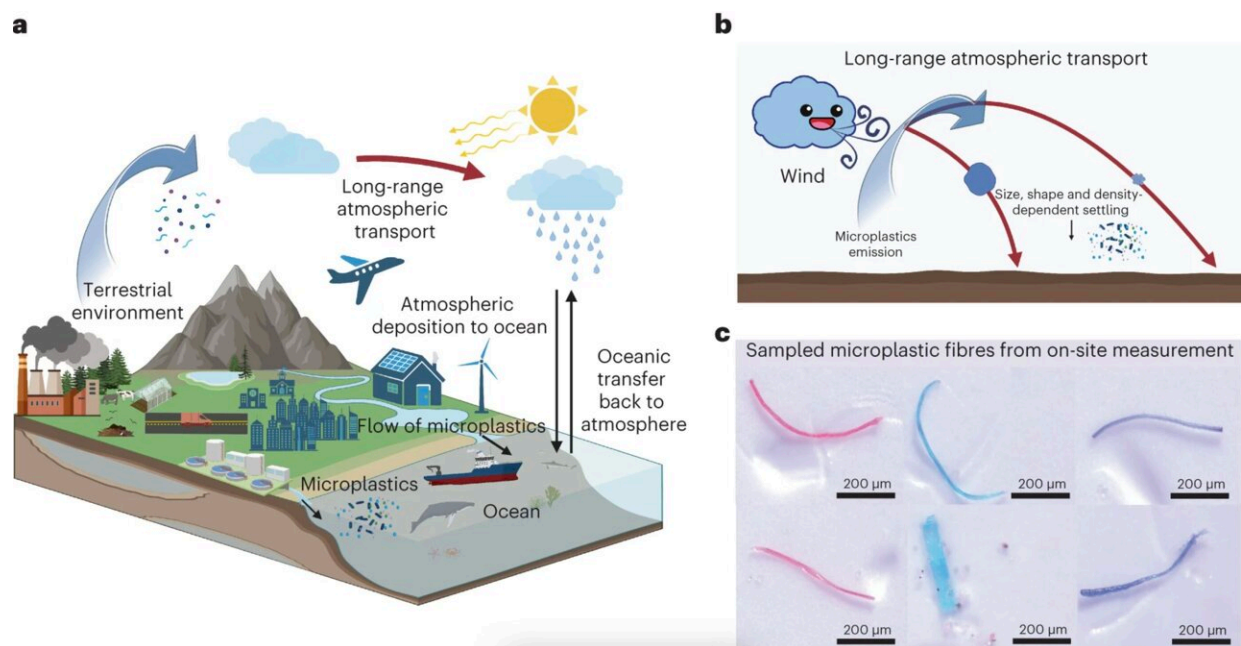 a
Long-range
atmospheric
transport
Terrestrial
environment
Atmospheric
deposition to ocean
Oceanic
transfer
back to
atmosphere
Flow of microplastics
Microplastics
Ocean
b
Long-range atmospheric transport
Wind
Size, shape and density-
dependent settling
Microplastics
emission
c
Sampled microplastic fibres from on-site measurement
200 µm
200 µm
200 µm
200 µm
200 µm
200 µm